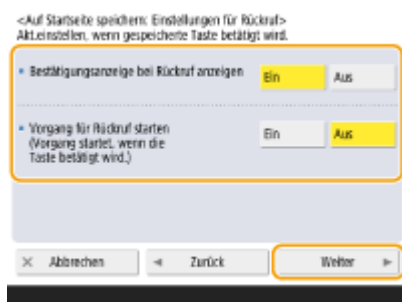 <Auf Startseite speichern: Einstellungen für Rückruf>
Akt.einstellen, wenn gespeicherte Taste betätigt
wird.
Bestätigungsanzeige bei Rückruf anzeigen
Ein
Aus
Vorgang für Rückruf starten
(Vorgang startet, wenn die
Taste betätigt wird.)
Ein
Aus
Abbrechen
Zurück
Weiter